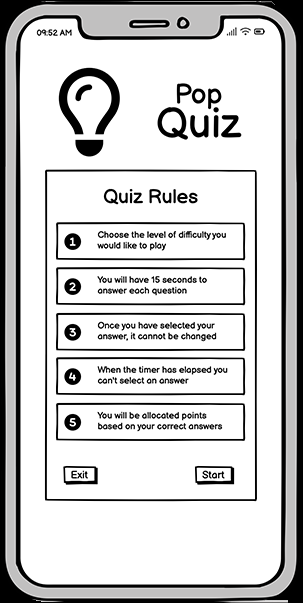 09:52 AM
Pop
Quiz
Quiz Rules
1
Choose the level of difficulty you
would like to play
2
You will have 15 seconds to
answer each question
3
Once you have selected your
answer, it cannot be changed
4
When the timer has elapsed you
can't select an answer
5
You will be allocated points
based on your correct answers
Exit
Start